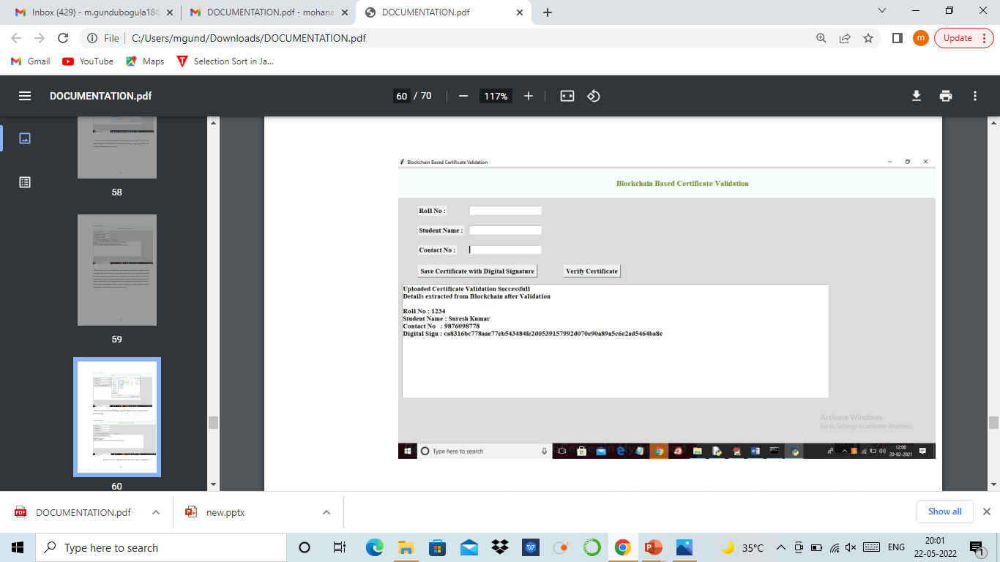 Inbox (429) - m.gundubogula18@
DOCUMENTATION.pdf - mohana
DOCUMENTATION.pdf
File
C:/Users/mgund/Downloads/DOCUMENTATION.pdf
m
Update
Gmail
YouTube
Maps
Selection Sort in Ja...
DOCUMENTATION.pdf
60 / 70
117%
58
59
60
Blockchain Based Certificate Validation
Blockchain Based Certificate Validation
Roll No :
Student Name :
Contact No :
Save Certificate with Digital Signature
Verify Certificate
Uploaded Certificate Validation Successfull
Details extracted from Blockchain after Validation
Roll No : 1234
Student Name : Suresh Kumar
Contact No : 9876098778
Digital Sign : ca8316bc778aae77eb543484fe2d0539157992d070e90a89a5c6e2ad5464ba8e
Activate Windows
Go to Settings to activate Windows.
Type here to search
12:00
20-02-2021
DOCUMENTATION.pdf
new.pptx
Show all
Type here to search
35°C
ENG
20:01
22-05-2022
1